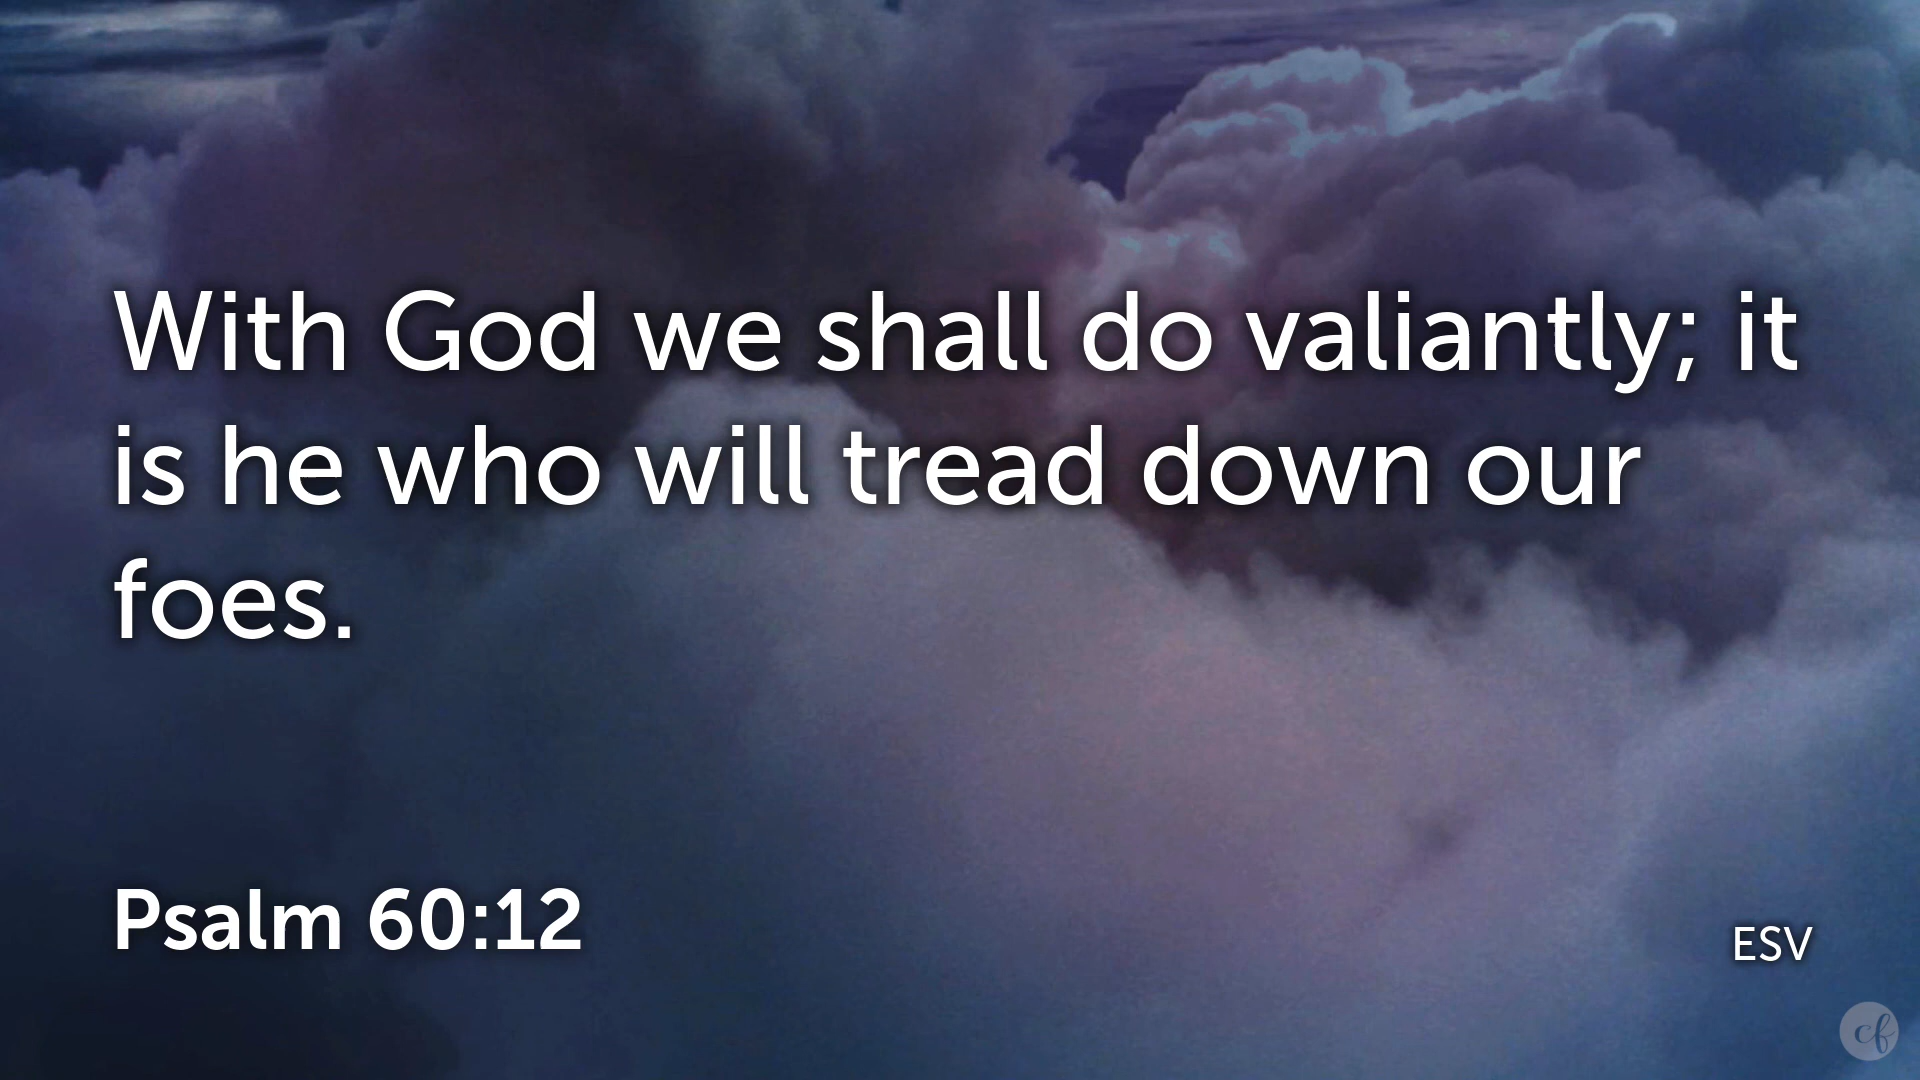 With God we shall do valiantly; it
is he who will tread down our
foes.
Psalm 60:12
ESV
cf